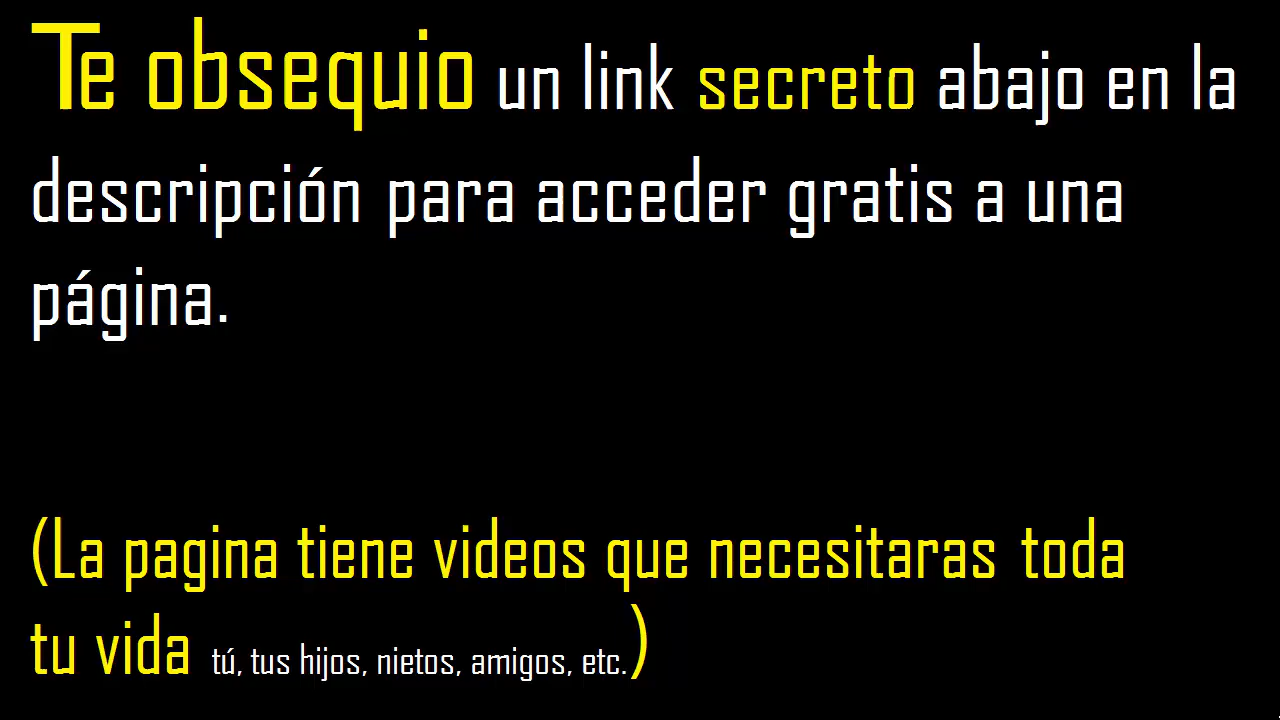 Te obsequio un link secreto abajo en la
descripción para acceder gratis a una
página.
(La pagina tiene videos que necesitaras toda
tu vida tú, tus hijos, nietos, amigos, etc.)